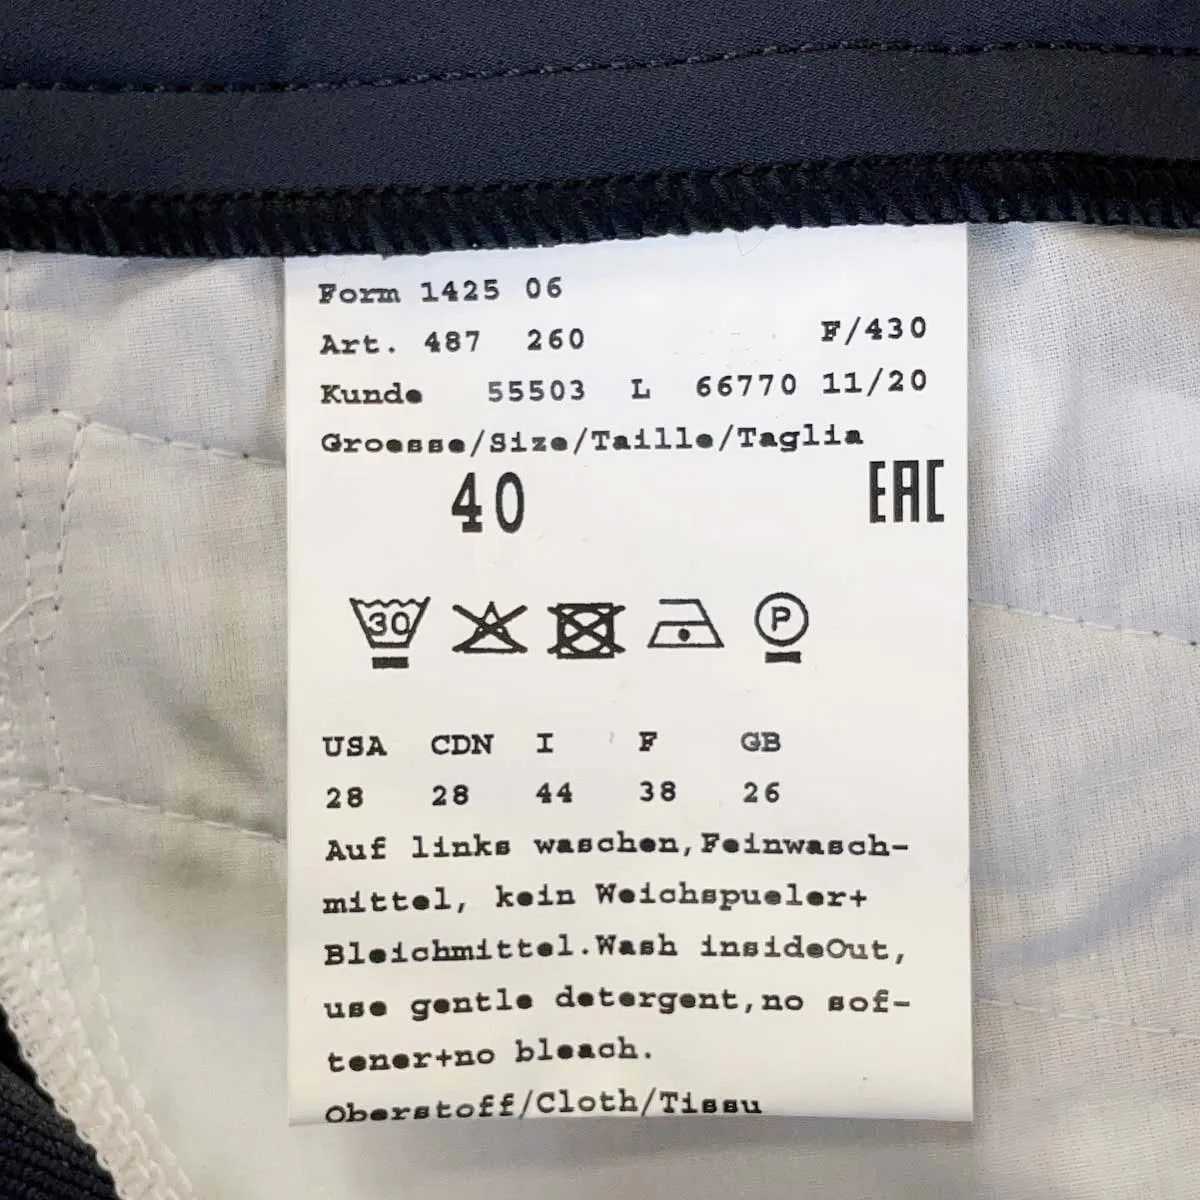 Form 1425 06
Art. 487 260 F/430
Kunde 55503 L 66770 11/20
Groesse/Size/Taille/Taglia
40 EAC
30 P
USA CDN I F GB
28 28 44 38 26
Auf links waschen,Feinwasch-
mittel, kein Weichspueler+
Bleichmittel.Wash insideOut,
use gentle detergent,no sof-
tener+no bleach.
Oberstoff/Cloth/Tissu